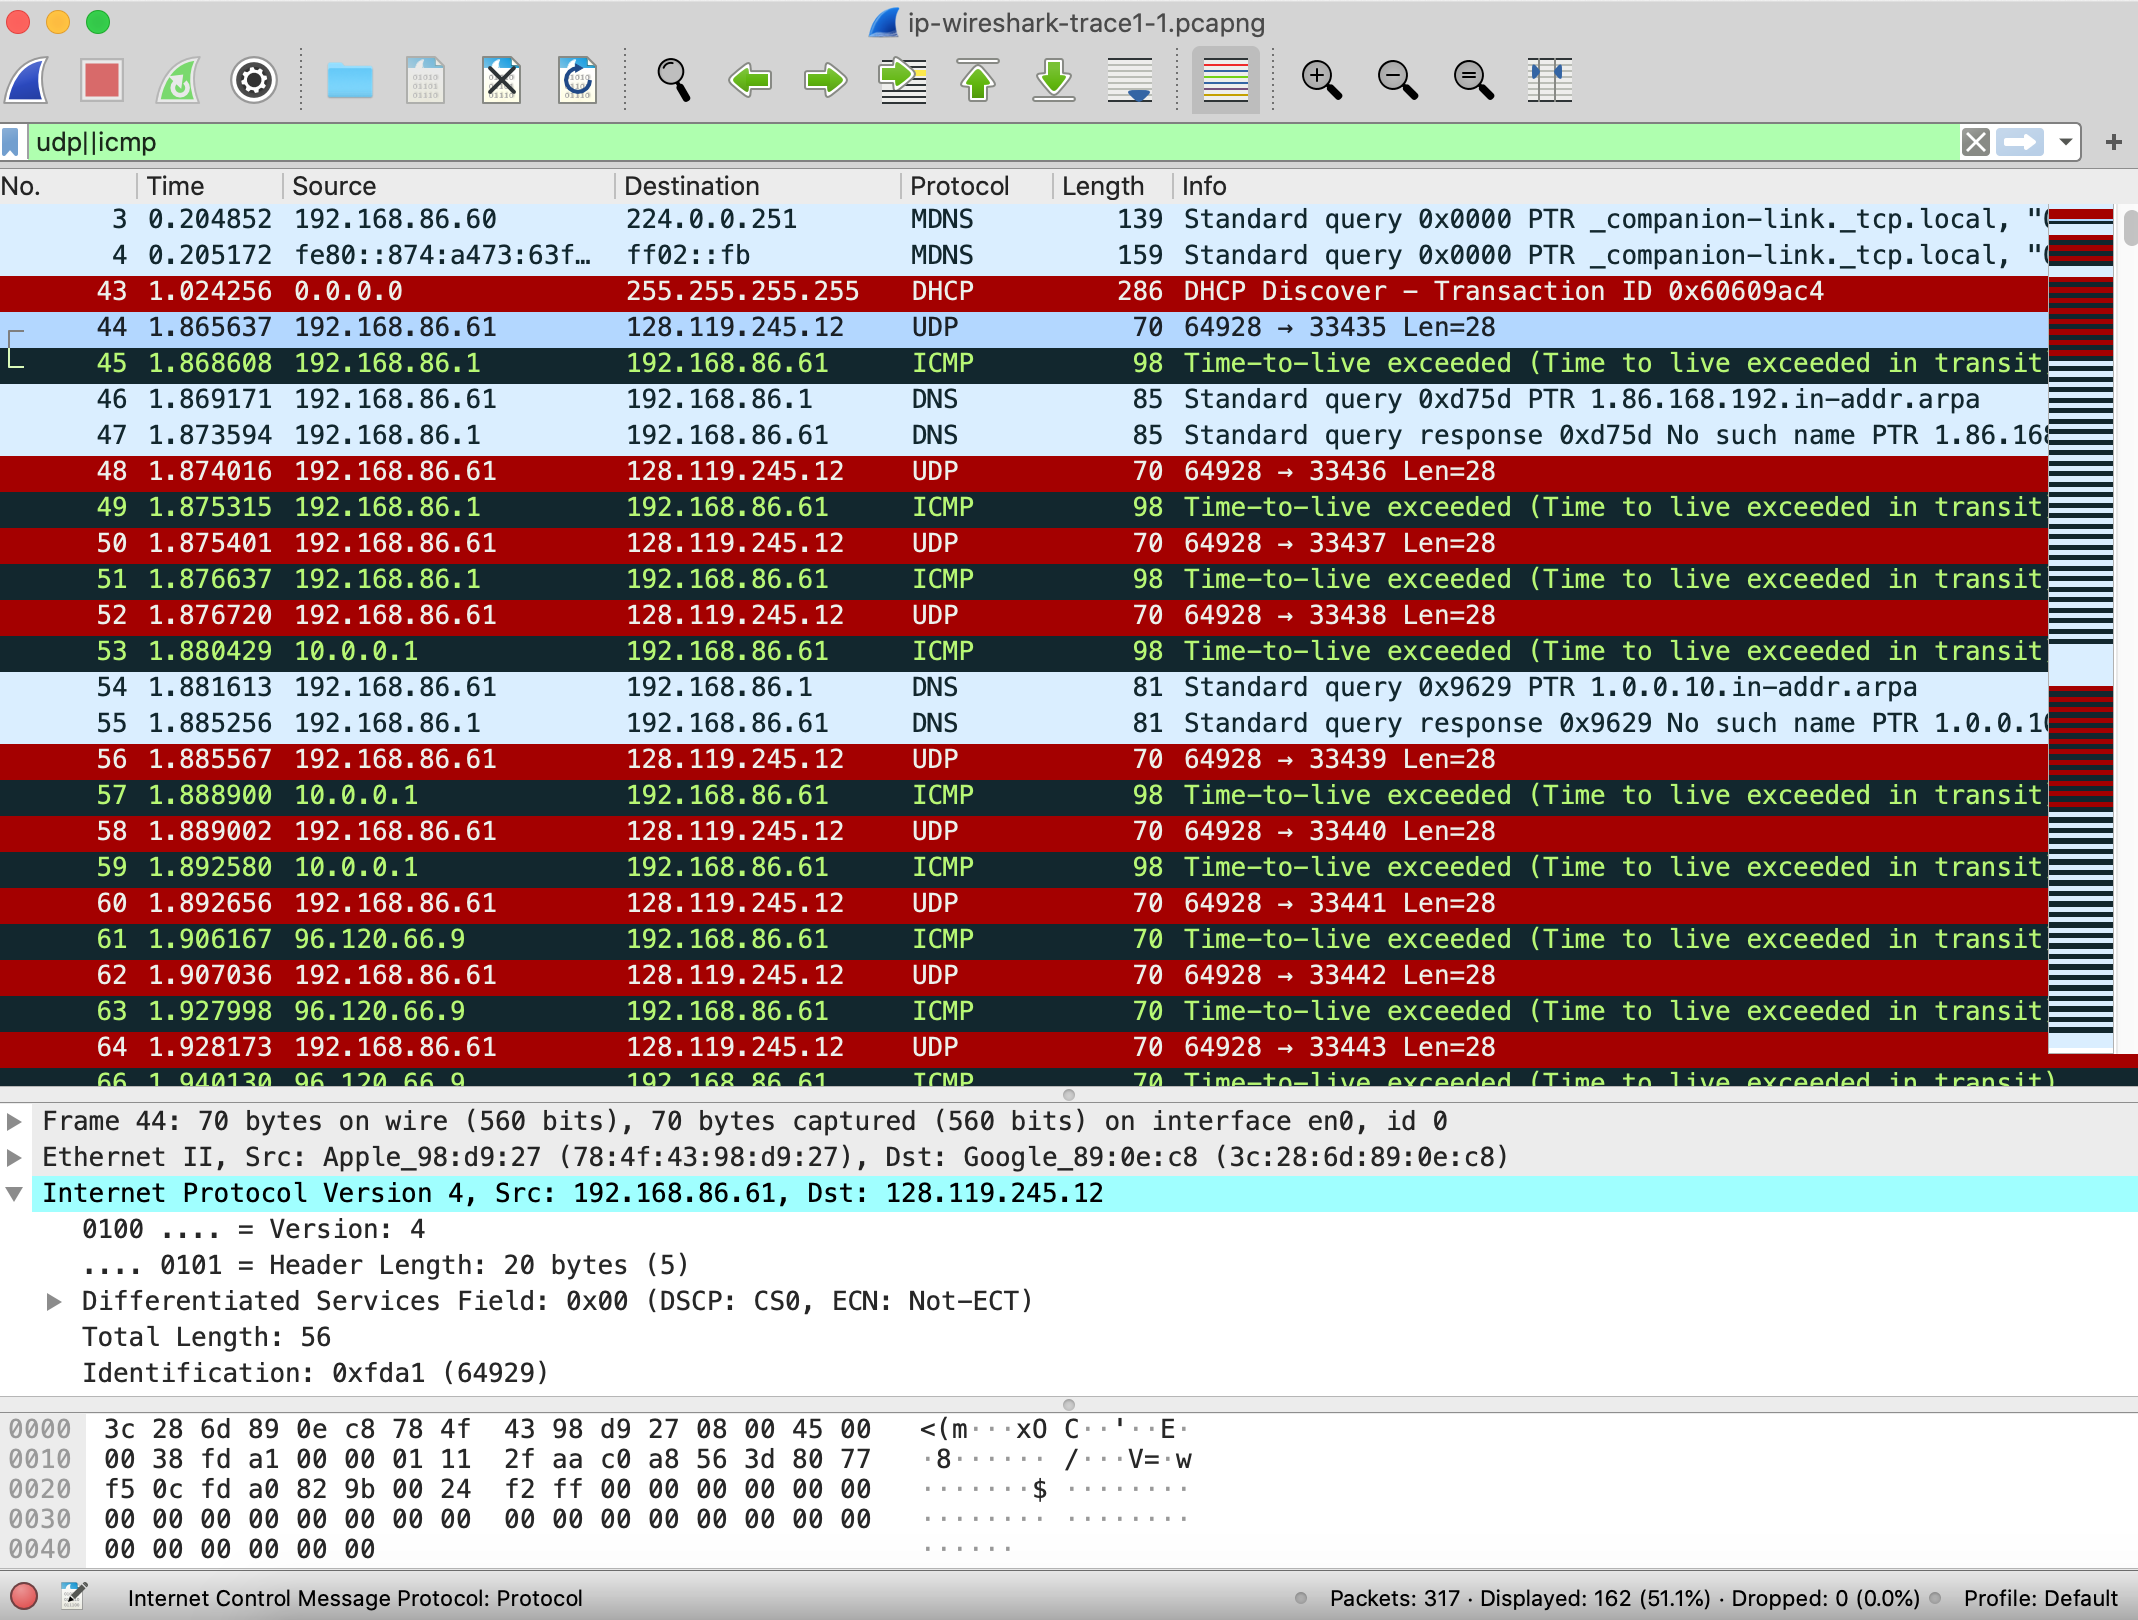 ip-wireshark-trace1-1.pcapng
udp||icmp
No. Time Source Destination Protocol Length Info
3 0.204852 192.168.86.60 224.0.0.251 MDNS 139 Standard query 0x0000 PTR _companion-link._tcp.local, "
4 0.205172 fe80::874:a473:63f… ff02::fb MDNS 159 Standard query 0x0000 PTR _companion-link._tcp.local, "
43 1.024256 0.0.0.0 255.255.255.255 DHCP 286 DHCP Discover - Transaction ID 0x60609ac4
44 1.865637 192.168.86.61 128.119.245.12 UDP 70 64928 → 33435 Len=28
45 1.868608 192.168.86.1 192.168.86.61 ICMP 98 Time-to-live exceeded (Time to live exceeded in transit)
46 1.869171 192.168.86.61 192.168.86.1 DNS 85 Standard query 0xd75d PTR 1.86.168.192.in-addr.arpa
47 1.873594 192.168.86.1 192.168.86.61 DNS 85 Standard query response 0xd75d No such name PTR 1.86.168
48 1.874016 192.168.86.61 128.119.245.12 UDP 70 64928 → 33436 Len=28
49 1.875315 192.168.86.1 192.168.86.61 ICMP 98 Time-to-live exceeded (Time to live exceeded in transit
50 1.875401 192.168.86.61 128.119.245.12 UDP 70 64928 → 33437 Len=28
51 1.876637 192.168.86.1 192.168.86.61 ICMP 98 Time-to-live exceeded (Time to live exceeded in transit
52 1.876720 192.168.86.61 128.119.245.12 UDP 70 64928 → 33438 Len=28
53 1.880429 10.0.0.1 192.168.86.61 ICMP 98 Time-to-live exceeded (Time to live exceeded in transit
54 1.881613 192.168.86.61 192.168.86.1 DNS 81 Standard query 0x9629 PTR 1.0.0.10.in-addr.arpa
55 1.885256 192.168.86.1 192.168.86.61 DNS 81 Standard query response 0x9629 No such name PTR 1.0.0.10
56 1.885567 192.168.86.61 128.119.245.12 UDP 70 64928 → 33439 Len=28
57 1.888900 10.0.0.1 192.168.86.61 ICMP 98 Time-to-live exceeded (Time to live exceeded in transit)
58 1.889002 192.168.86.61 128.119.245.12 UDP 70 64928 → 33440 Len=28
59 1.892580 10.0.0.1 192.168.86.61 ICMP 98 Time-to-live exceeded (Time to live exceeded in transit)
60 1.892656 192.168.86.61 128.119.245.12 UDP 70 64928 → 33441 Len=28
61 1.906167 96.120.66.9 192.168.86.61 ICMP 70 Time-to-live exceeded (Time to live exceeded in transit
62 1.907036 192.168.86.61 128.119.245.12 UDP 70 64928 → 33442 Len=28
63 1.927998 96.120.66.9 192.168.86.61 ICMP 70 Time-to-live exceeded (Time to live exceeded in transit
64 1.928173 192.168.86.61 128.119.245.12 UDP 70 64928 → 33443 Len=28
66 1.940130 96.120.66.9 192.168.86.61 ICMP 70 Time-to-live exceeded (Time to live exceeded in transit)
Frame 44: 70 bytes on wire (560 bits), 70 bytes captured (560 bits) on interface en0, id 0
Ethernet II, Src: Apple_98:d9:27 (78:4f:43:98:d9:27), Dst: Google_89:0e:c8 (3c:28:6d:89:0e:c8)
Internet Protocol Version 4, Src: 192.168.86.61, Dst: 128.119.245.12
0100 .... = Version: 4
.... 0101 = Header Length: 20 bytes (5)
Differentiated Services Field: 0x00 (DSCP: CS0, ECN: Not-ECT)
Total Length: 56
Identification: 0xfda1 (64929)
0000 3c 28 6d 89 0e c8 78 4f 43 98 d9 27 08 00 45 00 <(m···xO C··'··E·
0010 00 38 fd a1 00 00 01 11 2f aa c0 a8 56 3d 80 77 ·8······ /···V=·w
0020 f5 0c fd a0 82 9b 00 24 f2 ff 00 00 00 00 00 00 ·······$ ········
0030 00 00 00 00 00 00 00 00 00 00 00 00 00 00 00 00 ········ ········
0040 00 00 00 00 00 00 ······
Internet Control Message Protocol: Protocol Packets: 317 · Displayed: 162 (51.1%) · Dropped: 0 (0.0%) Profile: Default